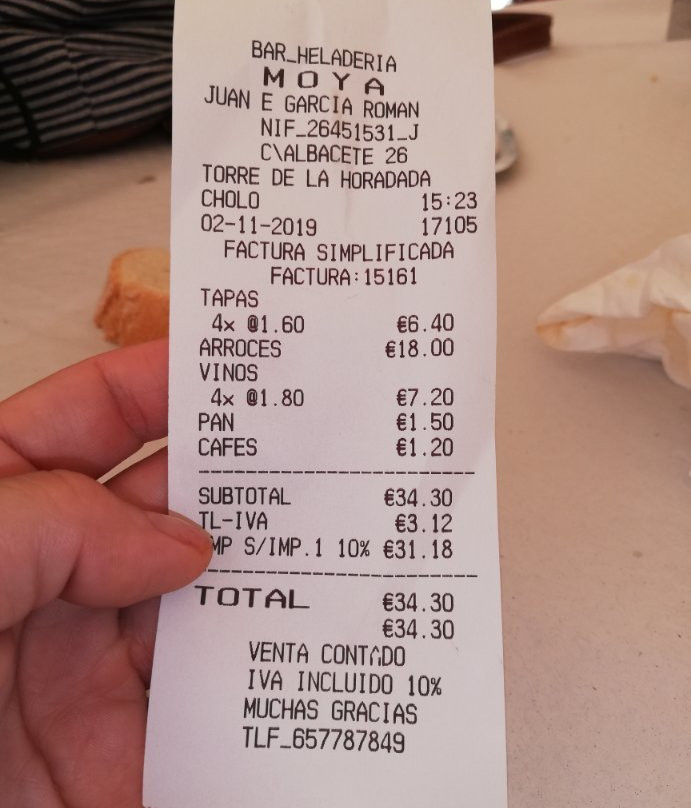 BAR_HELADERIA
MOYA
JUAN E GARCIA ROMAN
NIF_26451531_J
C\ALBACETE 26
TORRE DE LA HORADADA
CHOLO 15:23
02-11-2019 17105
FACTURA SIMPLIFICADA
FACTURA:15161
TAPAS
4x @1.60 €6.40
ARROCES €18.00
VINOS
4x @1.80 €7.20
PAN €1.50
CAFES €1.20
SUBTOTAL €34.30
TL-IVA €3.12
MP S/IMP.1 10% €31.18
TOTAL €34.30
€34.30
VENTA CONTADO
IVA INCLUIDO 10%
MUCHAS GRACIAS
TLF_657787849